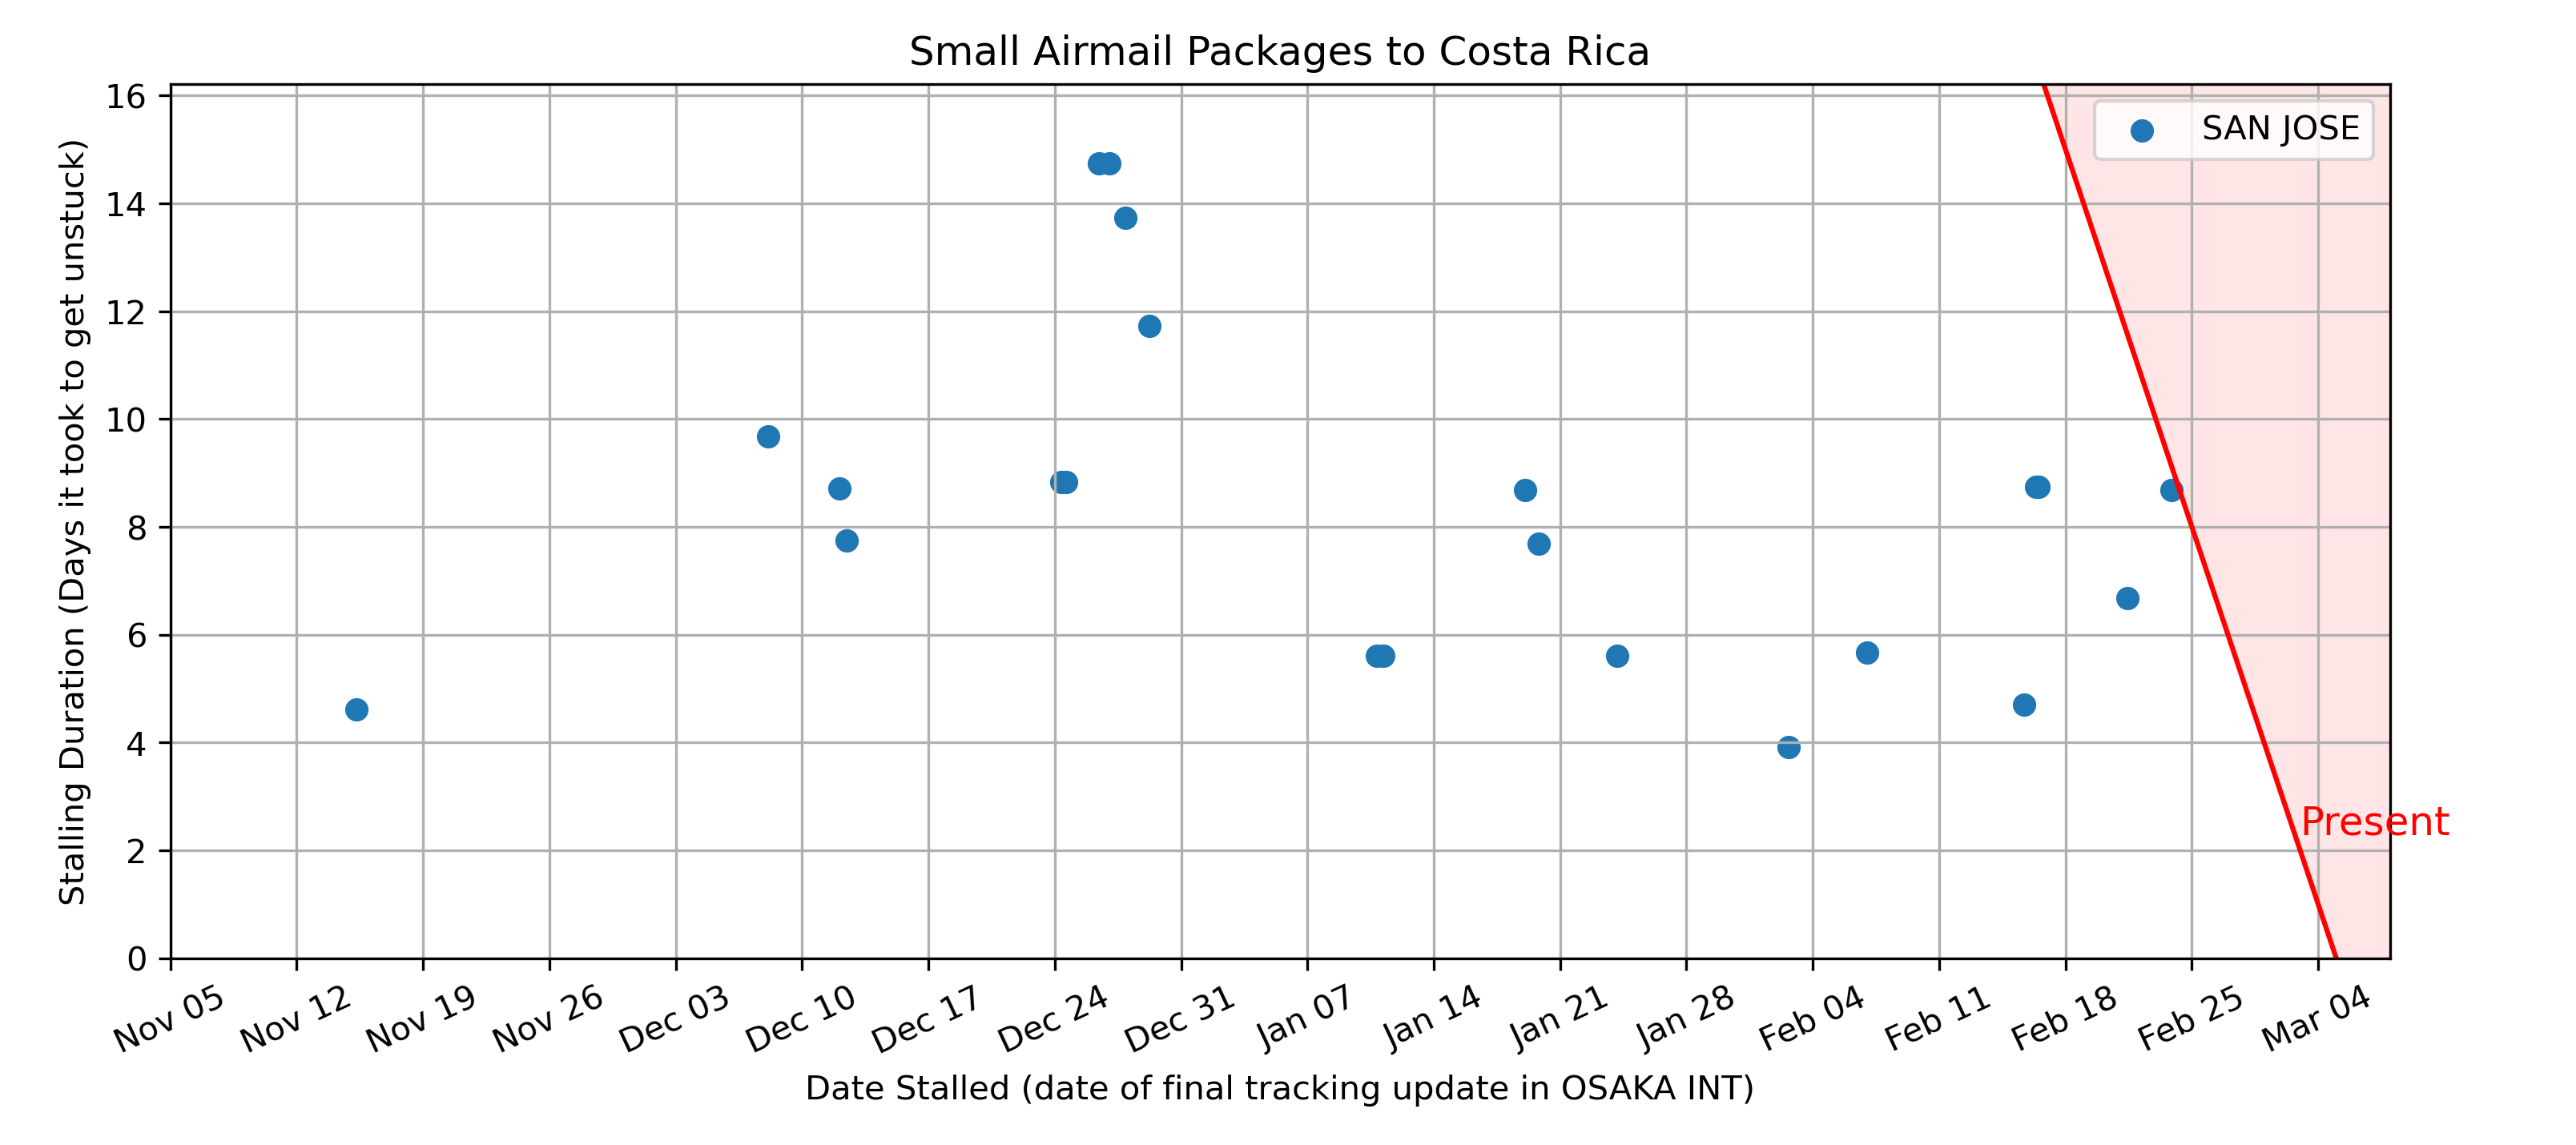 Small Airmail Packages to Costa Rica
Stalling Duration (Days it took to get unstuck)
16
14
12
10
8
6
4
2
0
SAN JOSE
Present
Nov 05 Nov 12 Nov 19 Nov 26 Dec 03 Dec 10 Dec 17 Dec 24 Dec 31 Jan 07 Jan 14 Jan 21 Jan 28 Feb 04 Feb 11 Feb 18 Feb 25 Mar 04
Date Stalled (date of final tracking update in OSAKA INT)